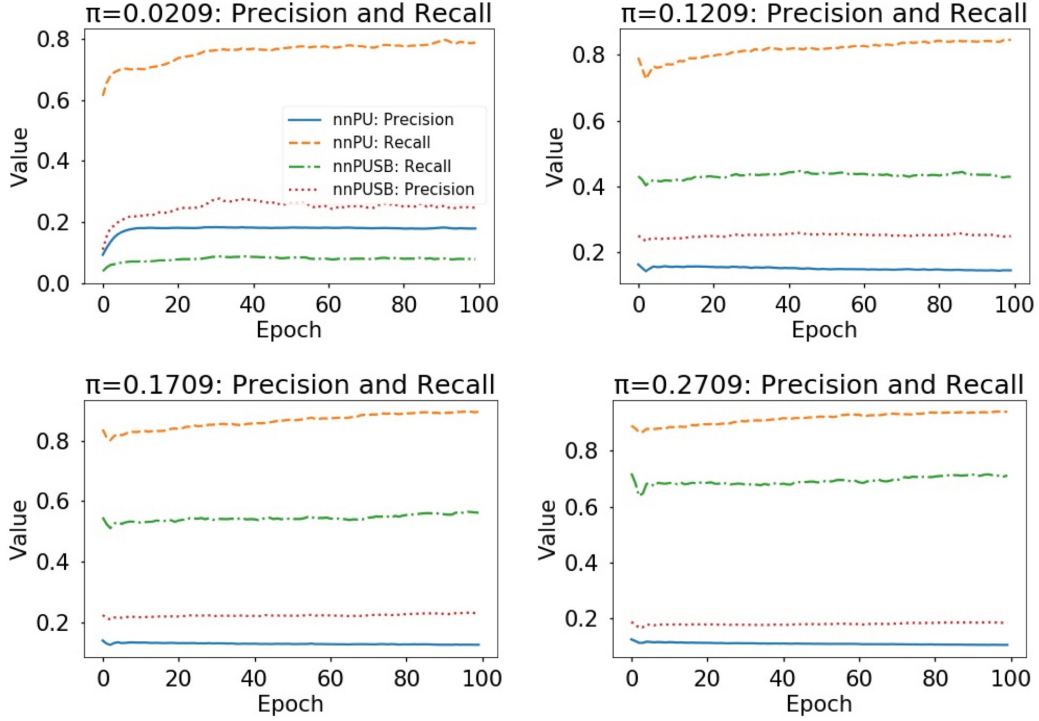 π=0.0209: Precision and Recall
Value
0.8
0.6
0.4
0.2
0.0
nnPU: Precision
nnPU: Recall
nnPUSB: Recall
nnPUSB: Precision
0 20 40 60 80 100
Epoch
π=0.1209: Precision and Recall
Value
0.8
0.6
0.4
0.2
0 20 40 60 80 100
Epoch
π=0.1709: Precision and Recall
Value
0.8
0.6
0.4
0.2
0 20 40 60 80 100
Epoch
π=0.2709: Precision and Recall
Value
0.8
0.6
0.4
0.2
0 20 40 60 80 100
Epoch